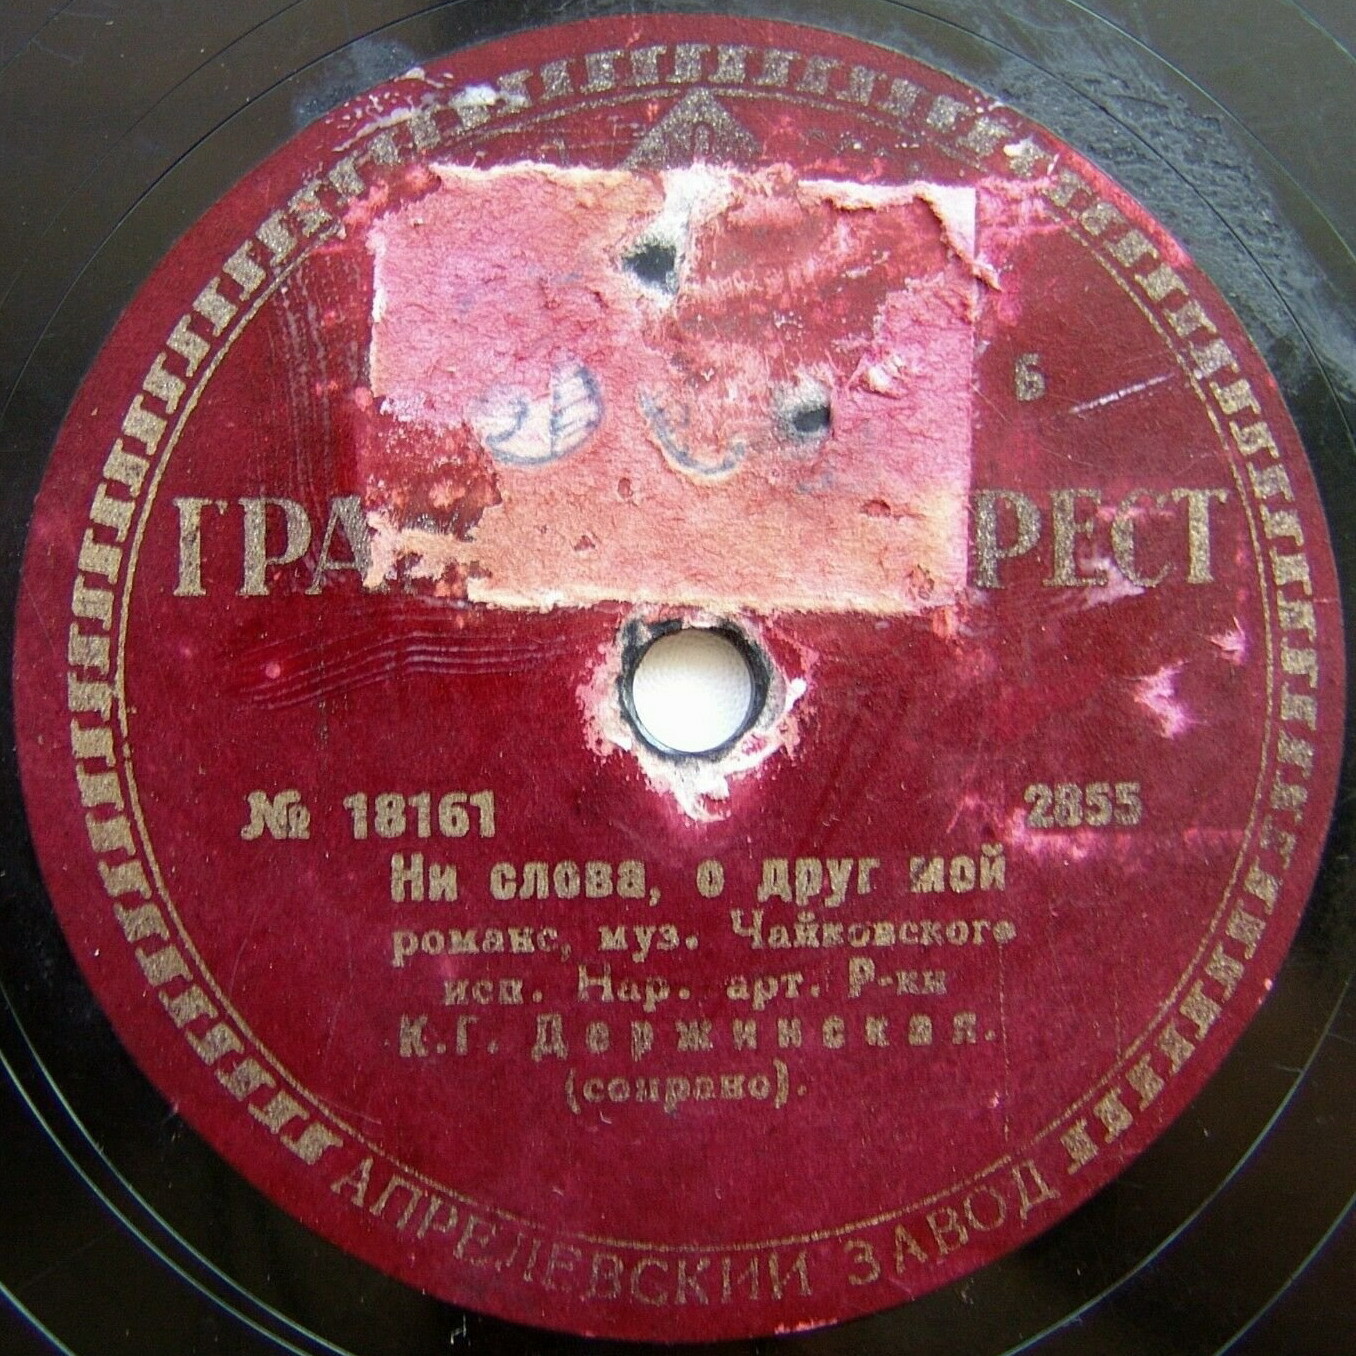 Б
ГРА РЕСТ
№ 18161 2855
Ни слова, о друг мой
романс, муз. Чайковского
исп. Нар. арт. Р-ки
К.Г. Держинская.
(сопрано).
АПРЕЛЕВСКИЙ ЗАВОД